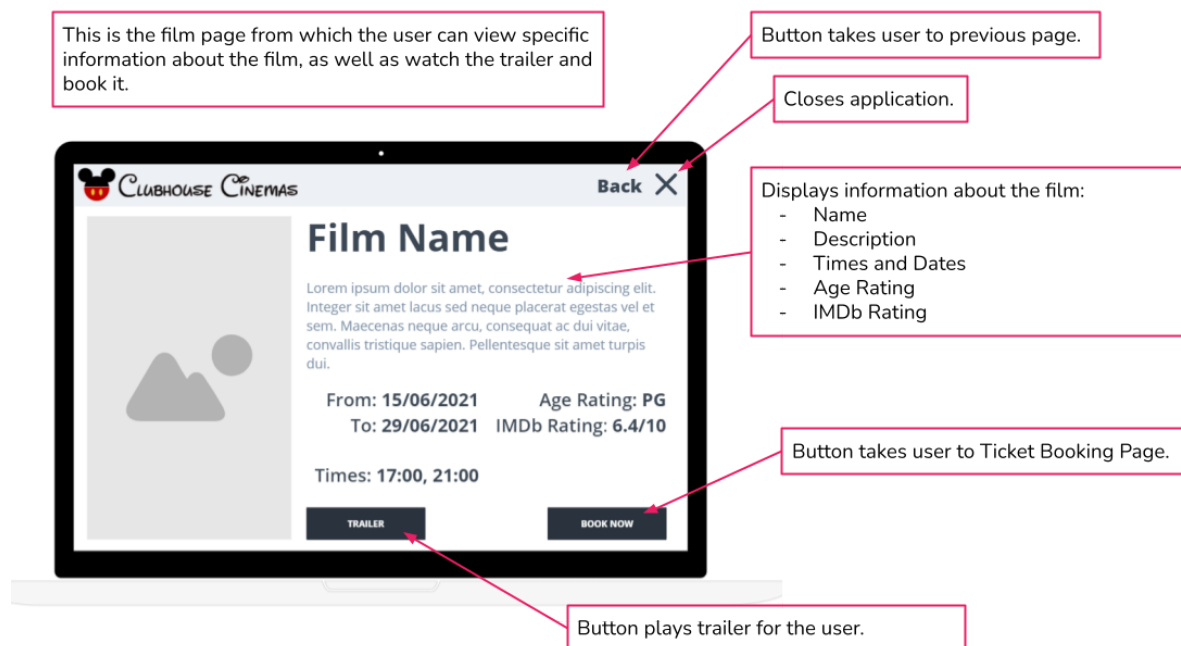 This is the film page from which the user can view specific
information about the film, as well as watch the trailer and
book it.
Button takes user to previous page.
Closes application.
Clubhouse Cinemas
Back
Film Name
Lorem ipsum dolor sit amet, consectetur adipiscing elit.
Integer sit amet lacus sed neque placerat egestas vel et
sem. Maecenas neque arcu, consequat ac dui vitae,
convallis tristique sapien. Pellentesque sit amet turpis
dui.
From: 15/06/2021
To: 29/06/2021
Age Rating: PG
IMDb Rating: 6.4/10
Times: 17:00, 21:00
TRAILER
BOOK NOW
Displays information about the film:
- Name
- Description
- Times and Dates
- Age Rating
- IMDb Rating
Button takes user to Ticket Booking Page.
Button plays trailer for the user.